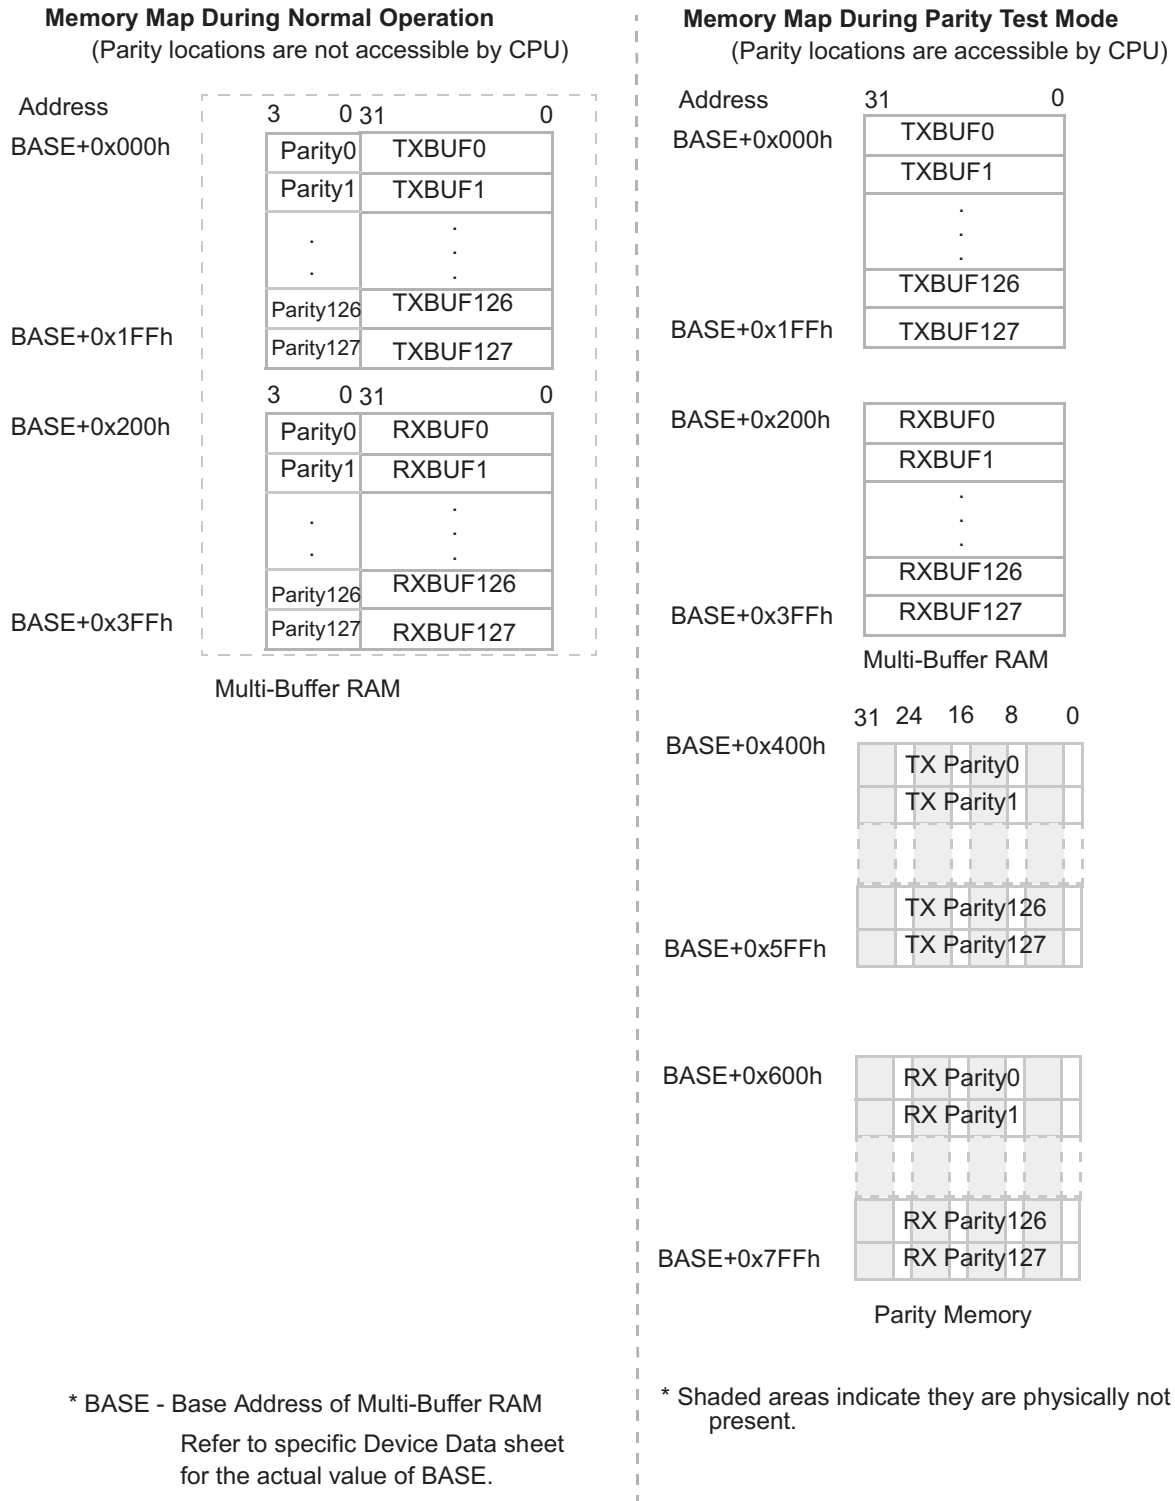 Memory Map During Normal Operation
(Parity locations are not accessible by CPU)
Address
3 0 31 0
BASE+0x000h
Parity0 TXBUF0
Parity1 TXBUF1
. .
. .
.
Parity126 TXBUF126
BASE+0x1FFh
Parity127 TXBUF127
3 0 31 0
BASE+0x200h
Parity0 RXBUF0
Parity1 RXBUF1
. .
. .
.
Parity126 RXBUF126
BASE+0x3FFh
Parity127 RXBUF127
Multi-Buffer RAM
* BASE - Base Address of Multi-Buffer RAM
Refer to specific Device Data sheet
for the actual value of BASE.
Memory Map During Parity Test Mode
(Parity locations are accessible by CPU)
Address
31 0
BASE+0x000h
TXBUF0
TXBUF1
.
.
.
TXBUF126
BASE+0x1FFh
TXBUF127
BASE+0x200h
RXBUF0
RXBUF1
.
.
.
RXBUF126
BASE+0x3FFh
RXBUF127
Multi-Buffer RAM
31 24 16 8 0
BASE+0x400h
TX Parity0
TX Parity1
TX Parity126
BASE+0x5FFh
TX Parity127
BASE+0x600h
RX Parity0
RX Parity1
RX Parity126
BASE+0x7FFh
RX Parity127
Parity Memory
* Shaded areas indicate they are physically not
present.